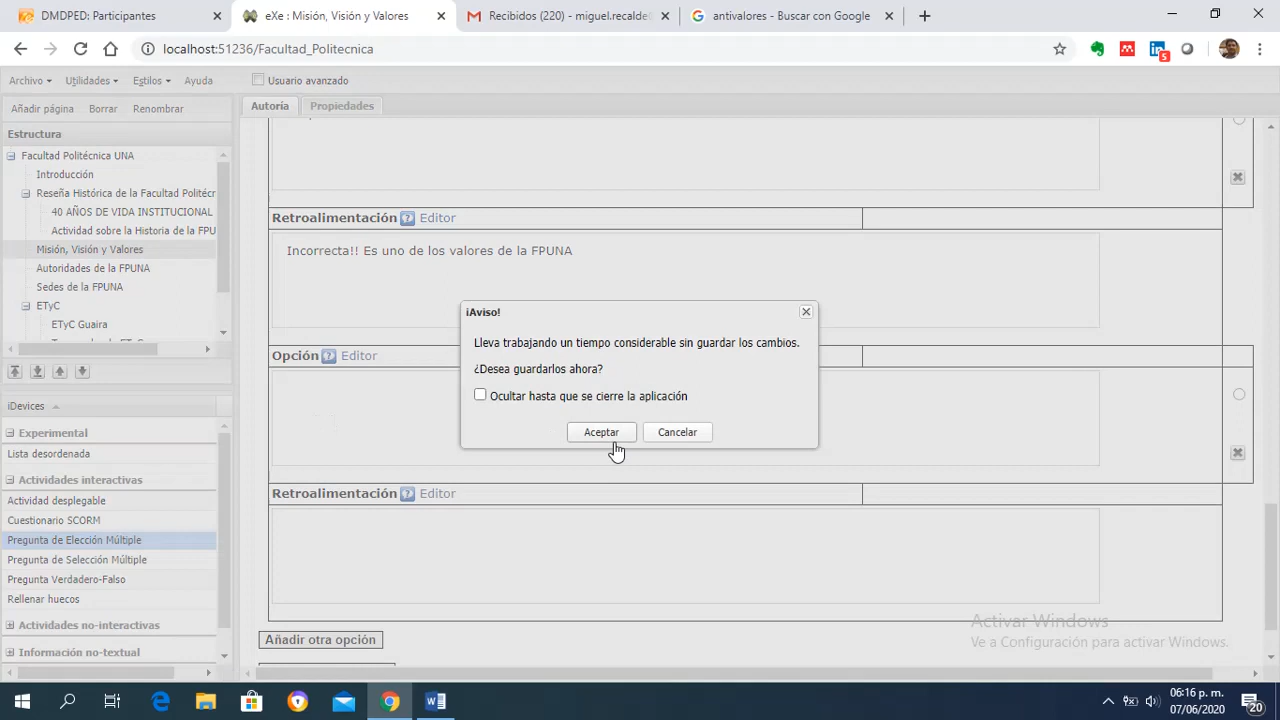 DMDPED: Participantes
eXe : Misión, Visión y Valores
Recibidos (220) - miguel.recalde
antivalores - Buscar con Google
localhost:51236/Facultad_Politecnica
5
Archivo
Utilidades
Estilos
Ayuda
Usuario avanzado
Añadir página
Borrar
Renombrar
Autoría
Propiedades
Estructura
Facultad Politécnica UNA
Introducción
Reseña Histórica de la Facultad Politécr
40 AÑOS DE VIDA INSTITUCIONAL
Actividad sobre la Historia de la FPU
Misión, Visión y Valores
Autoridades de la FPUNA
Sedes de la FPUNA
ETyC
ETyC Guaira
Retroalimentación ? Editor
Incorrecta!! Es uno de los valores de la FPUNA
¡Aviso!
Lleva trabajando un tiempo considerable sin guardar los cambios.
¿Desea guardarlos ahora?
Ocultar hasta que se cierre la aplicación
Aceptar
Cancelar
Opción ? Editor
Retroalimentación ? Editor
Añadir otra opción
iDevices
Experimental
Lista desordenada
Actividades interactivas
Actividad desplegable
Cuestionario SCORM
Pregunta de Elección Múltiple
Pregunta de Selección Múltiple
Pregunta Verdadero-Falso
Rellenar huecos
Actividades no-interactivas
Información no-textual
Activar Windows
Ve a Configuración para activar Windows.
06:16 p. m.
07/06/2020
20